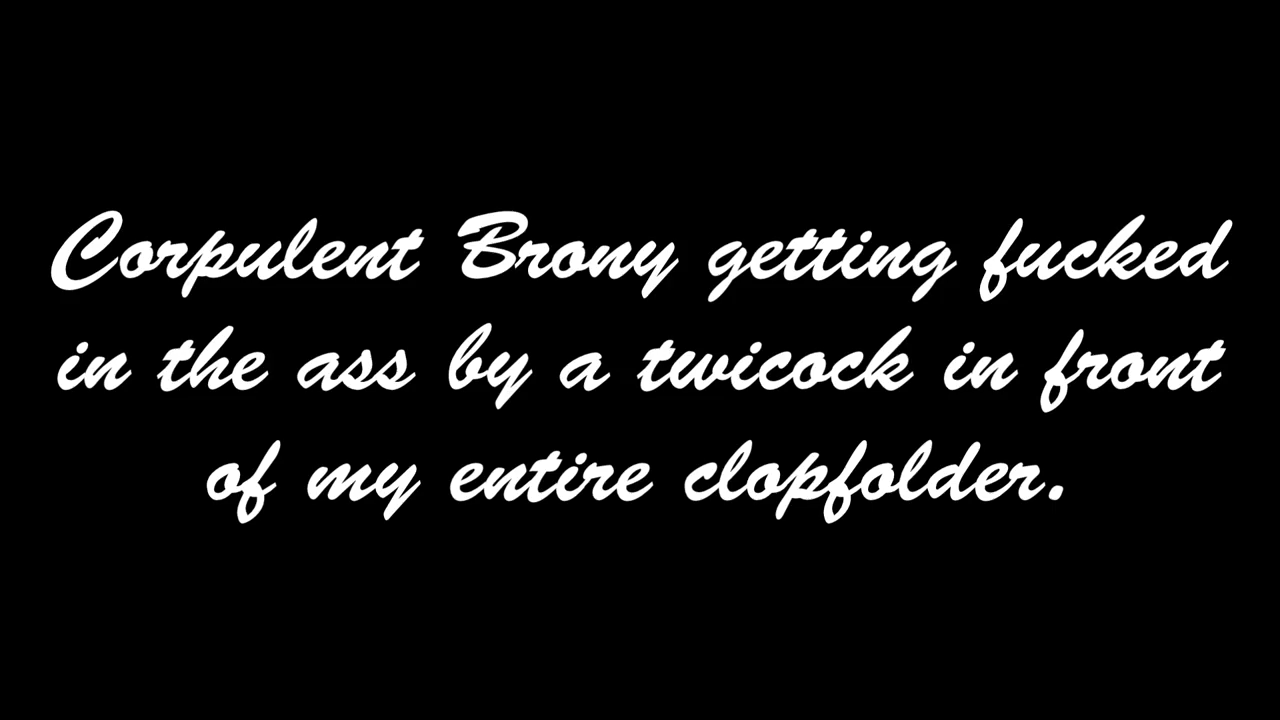 Corpulent Brony getting fucked
in the ass by a twicock in front
of my entire clopfolder.